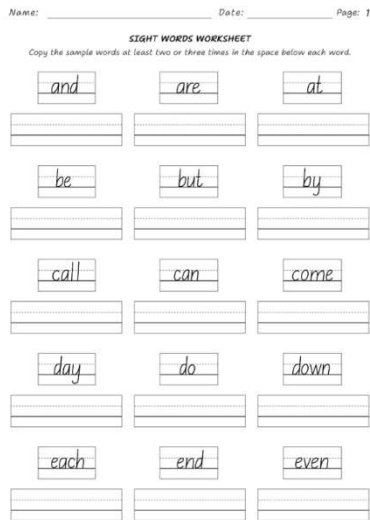 Name: Date: Page: 1
SIGHT WORDS WORKSHEET
Copy the sample words at least two or three times in the space below each word.
and are at
be but by
call can come
day do down
each end even